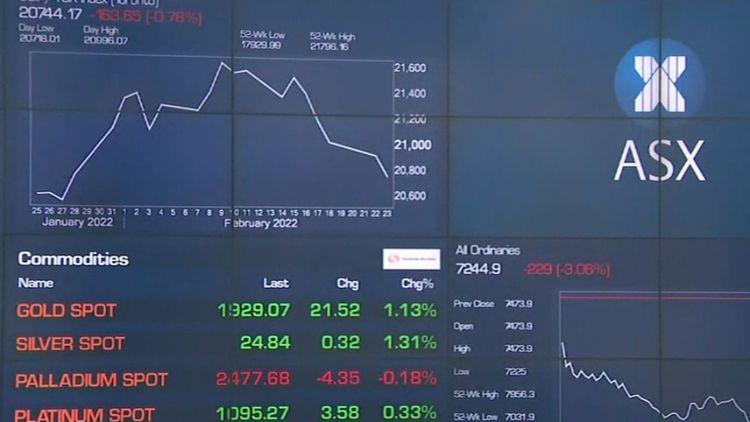 20744.17 -163.65 (-0.78%)
Day Low Day High 52-Wk Low 52-Wk High
20718.01 20996.07 17929.99 21796.16
21,600
21,400
21,200
21,000
20,800
20,600
25 26 27 28 29 30 31 1 2 3 4 5 6 7 8 9 10 11 12 13 14 15 16 17 18 19 20 21 22 23
January 2022 February 2022
ASX
Commodities
Name Last Chg Chg%
GOLD SPOT 1929.07 21.52 1.13%
SILVER SPOT 24.84 0.32 1.31%
PALLADIUM SPOT 2477.68 -4.35 -0.18%
PLATINUM SPOT 1095.27 3.58 0.33%
All Ordinaries
7244.9 -229 (-3.06%)
Prev Close 7473.9
Open 7473.9
High 7473.9
Low 7225
52-Wk High 7956.3
52-Wk Low 7031.9